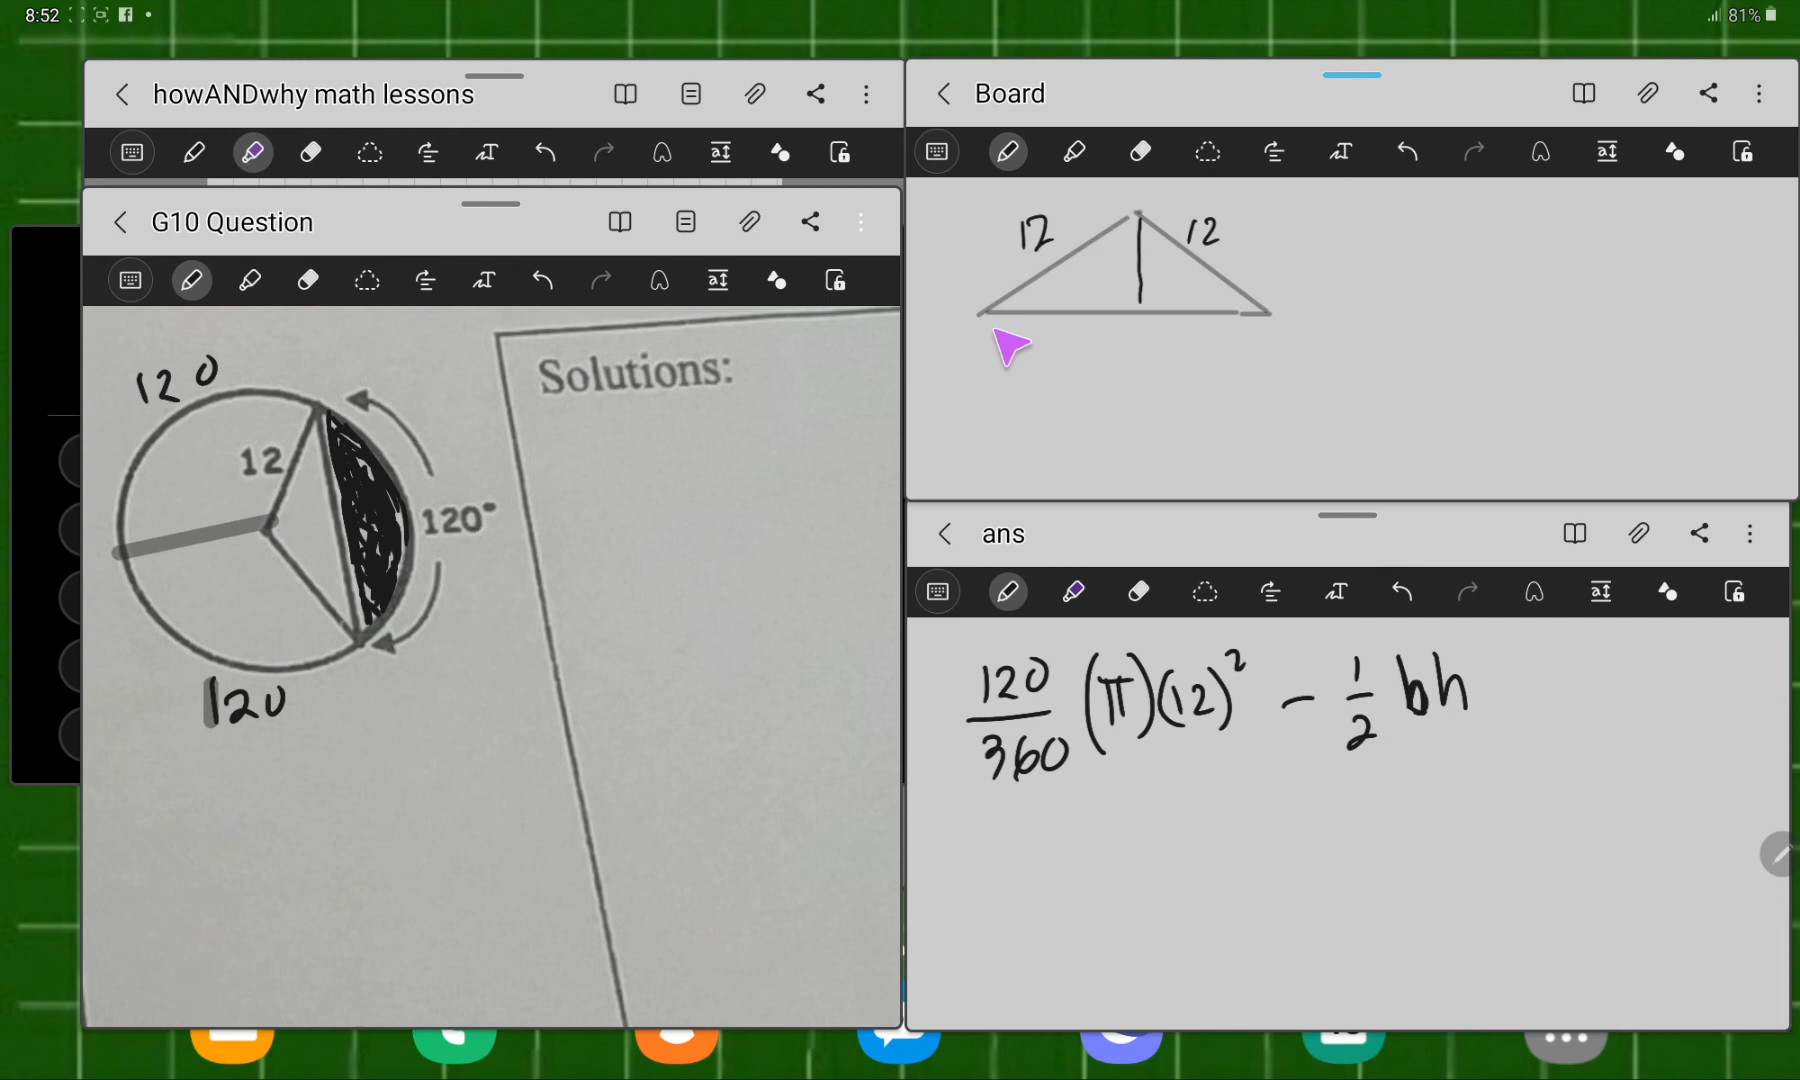 8:52
81%
howANDwhy math lessons
G10 Question
120
12
120°
120
Solutions:
Board
12
12
ans
120/360 (π)(12)² - 1/2 bh